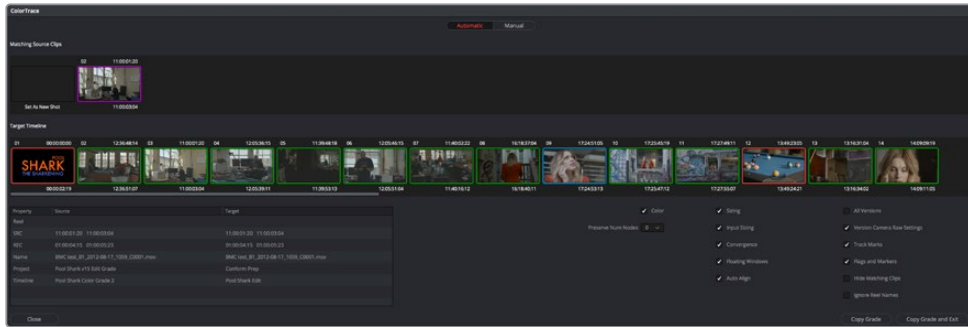 ColorTrace
Automatic Manual
Matching Source Clips
02 11:00:01:20
Set As New Shot 11:00:03:04
Target Timeline
01 00:00:00:00 02 12:36:48:14 03 11:00:01:20 04 12:05:36:15 05 11:39:48:18 06 12:05:46:15 07 11:40:02:22 08 16:18:37:04 09 17:24:51:05 10 17:25:45:19 11 17:27:49:11 12 13:49:23:05 13 13:16:31:04 14 14:09:09:19
POOL
SHARK
THE SHARKENING
00:00:02:19 12:36:51:07 11:00:03:04 12:05:39:11 11:39:53:13 12:05:51:04 11:40:16:12 16:18:40:11 17:24:53:13 17:25:47:12 17:27:55:07 13:49:24:21 13:16:34:02 14:09:11:05
Property Source Target
Reel
SRC 11:00:01:20 11:00:03:04 11:00:01:20 11:00:03:04
REC 01:00:04:15 01:00:05:23 01:00:04:15 01:00:05:23
Name BMC test_B1_2012-08-17_1009_C0001.mov BMC test_B1_2012-08-17_1009_C0001.mov
Project Pool Shark v15 Edit Grade Conform Prep
Timeline Pool Shark Color Grade.2 Pool Shark Edit
Color Sizing All Versions
Preserve Num Nodes 0 Input Sizing Version Camera Raw Settings
Convergence Track Marks
Floating Windows Flags and Markers
Auto Align Hide Matching Clips
Ignore Reel Names
Close Copy Grade Copy Grade and Exit